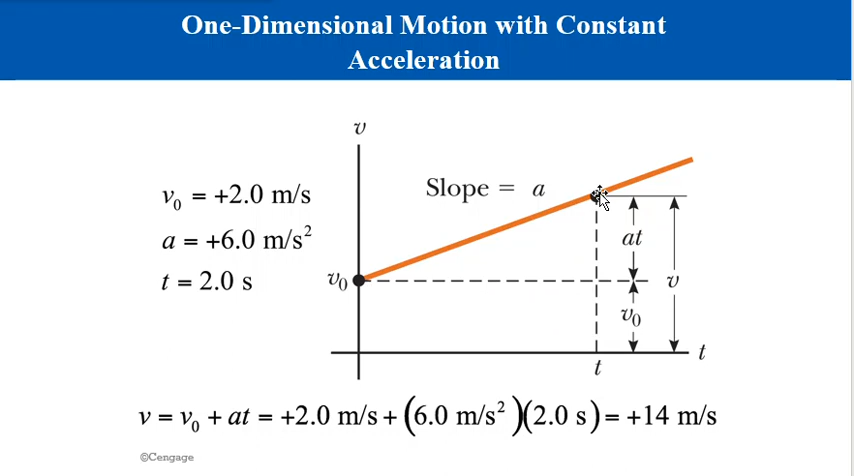 One-Dimensional Motion with Constant
Acceleration
v
v₀ = +2.0 m/s
Slope = a
a = +6.0 m/s²
at
t = 2.0 s
v₀
v
v₀
t
t
v = v₀ + at = +2.0 m/s + (6.0 m/s²)(2.0 s) = +14 m/s
©Cengage